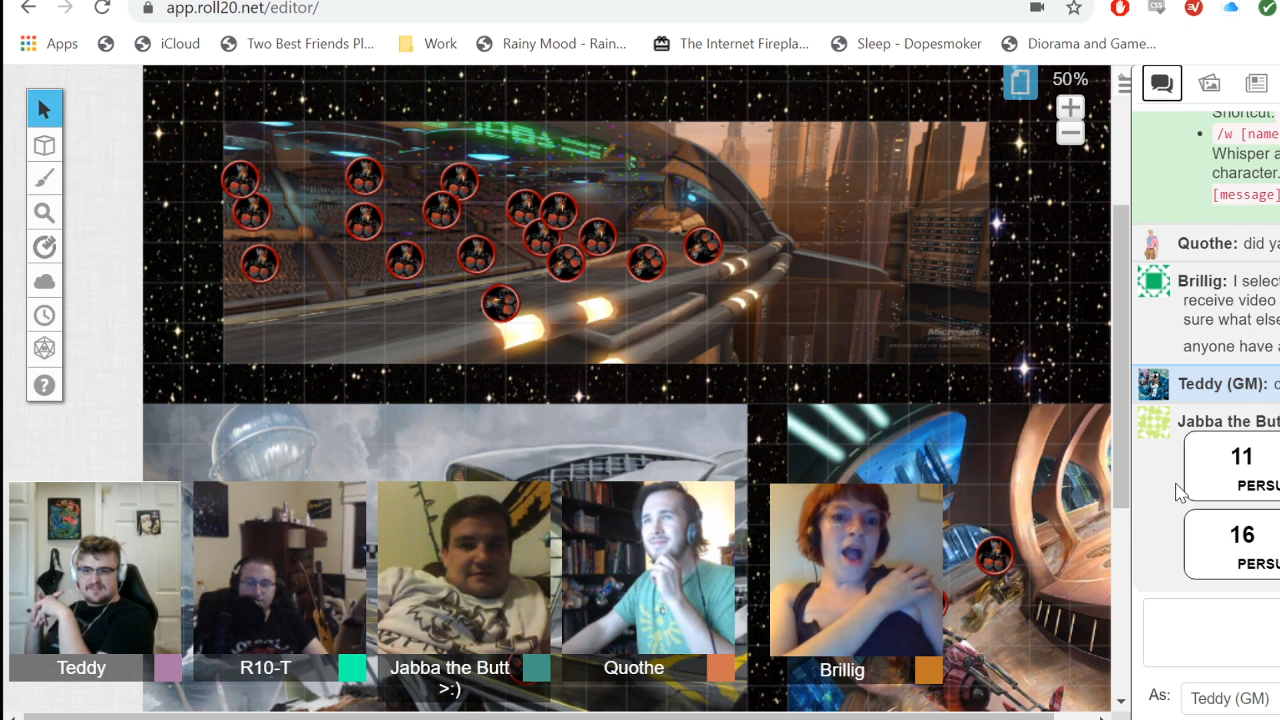 app.roll20.net/editor/
Apps
iCloud
Two Best Friends Pl...
Work
Rainy Mood - Rain...
The Internet Firepla...
Sleep - Dopesmoker
Diorama and Game...
50%
Shortcut:
/w [name
Whisper a
character.
[message]
Quothe: did ya
Brillig: I selec
receive video
sure what else
anyone have a
Teddy (GM): o
Jabba the Butt
11
PERSU
16
PERSU
Microsoft
Teddy
R10-T
Jabba the Butt
>:)
Quothe
Brillig
As:
Teddy (GM)